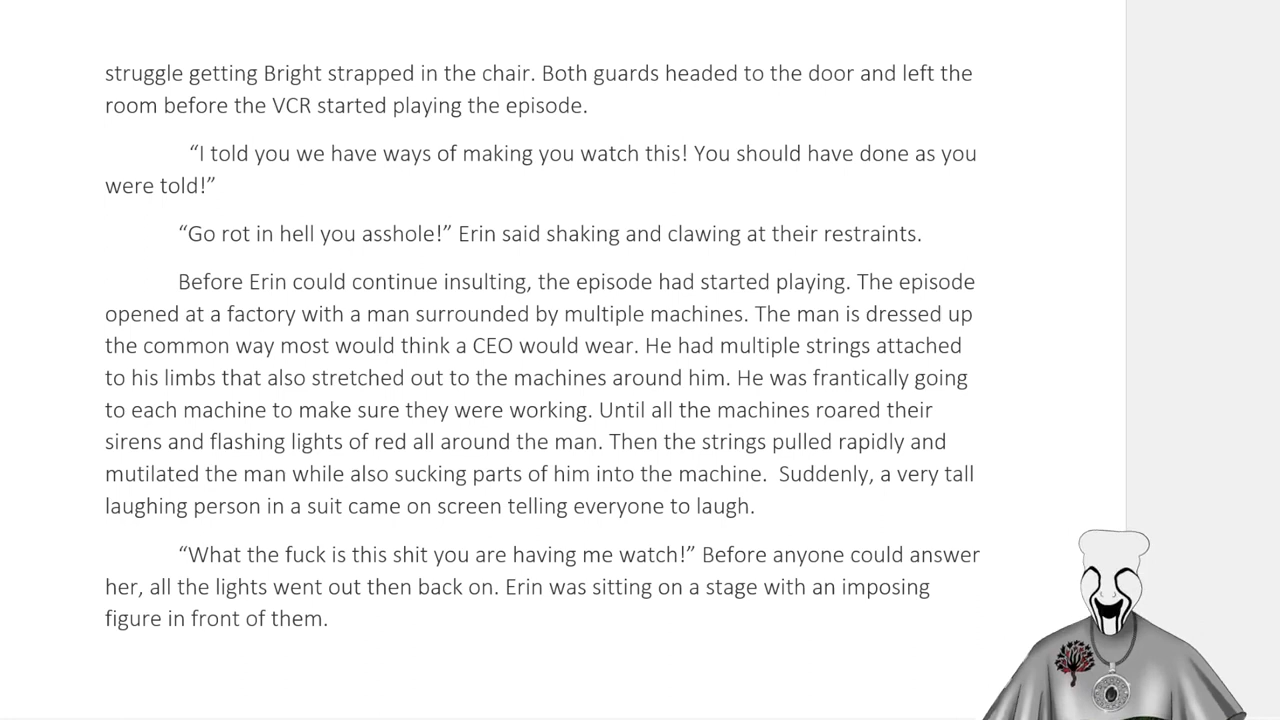 struggle getting Bright strapped in the chair. Both guards headed to the door and left the
room before the VCR started playing the episode.
“I told you we have ways of making you watch this! You should have done as you
were told!”
“Go rot in hell you asshole!” Erin said shaking and clawing at their restraints.
Before Erin could continue insulting, the episode had started playing. The episode
opened at a factory with a man surrounded by multiple machines. The man is dressed up
the common way most would think a CEO would wear. He had multiple strings attached
to his limbs that also stretched out to the machines around him. He was frantically going
to each machine to make sure they were working. Until all the machines roared their
sirens and flashing lights of red all around the man. Then the strings pulled rapidly and
mutilated the man while also sucking parts of him into the machine.  Suddenly, a very tall
laughing person in a suit came on screen telling everyone to laugh.
“What the fuck is this shit you are having me watch!” Before anyone could answer
her, all the lights went out then back on. Erin was sitting on a stage with an imposing
figure in front of them.